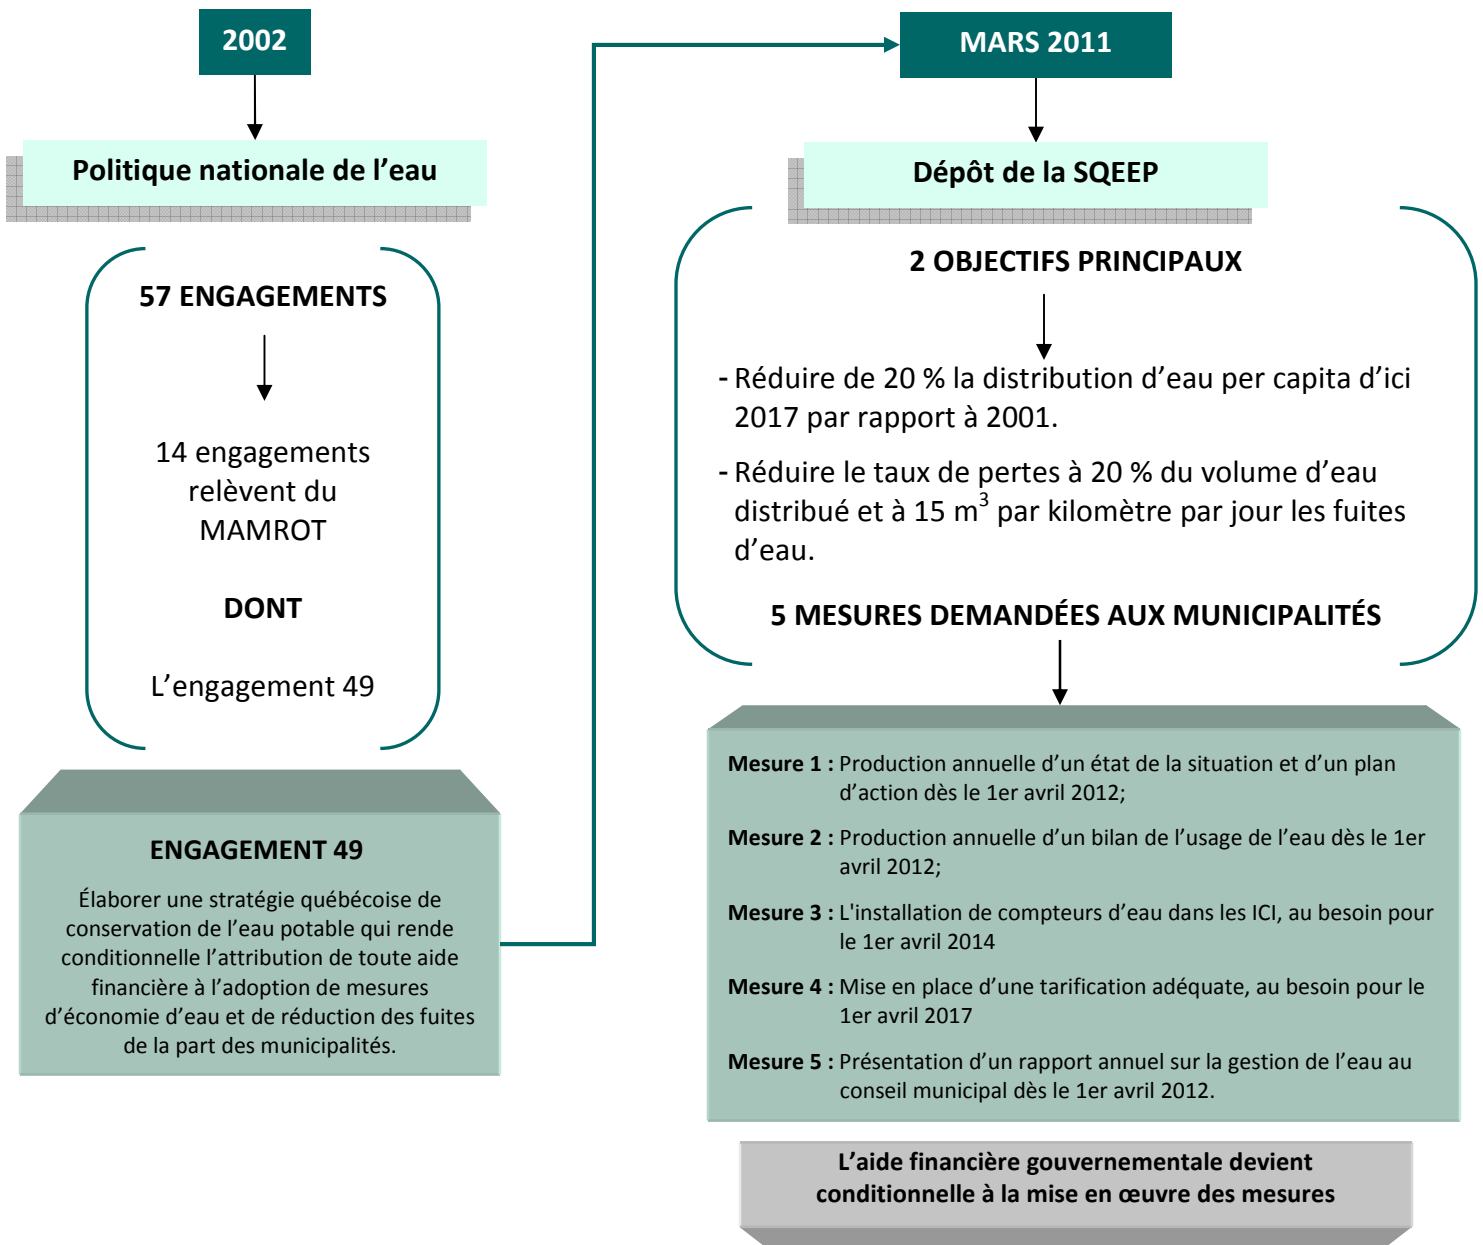 2002
Politique nationale de l’eau
57 ENGAGEMENTS
14 engagements
relèvent du
MAMROT
DONT
L’engagement 49
ENGAGEMENT 49
Élaborer une stratégie québécoise de
conservation de l’eau potable qui rende
conditionnelle l’attribution de toute aide
financière à l’adoption de mesures
d’économie d’eau et de réduction des fuites
de la part des municipalités.
MARS 2011
Dépôt de la SQEEP
2 OBJECTIFS PRINCIPAUX
- Réduire de 20 % la distribution d’eau per capita d’ici
2017 par rapport à 2001.
- Réduire le taux de pertes à 20 % du volume d’eau
distribué et à 15 m³ par kilomètre par jour les fuites
d’eau.
5 MESURES DEMANDÉES AUX MUNICIPALITÉS
Mesure 1 : Production annuelle d’un état de la situation et d’un plan
d’action dès le 1er avril 2012;
Mesure 2 : Production annuelle d’un bilan de l’usage de l’eau dès le 1er
avril 2012;
Mesure 3 : L'installation de compteurs d’eau dans les ICI, au besoin pour
le 1er avril 2014
Mesure 4 : Mise en place d’une tarification adéquate, au besoin pour le
1er avril 2017
Mesure 5 : Présentation d’un rapport annuel sur la gestion de l’eau au
conseil municipal dès le 1er avril 2012.
L’aide financière gouvernementale devient
conditionnelle à la mise en œuvre des mesures